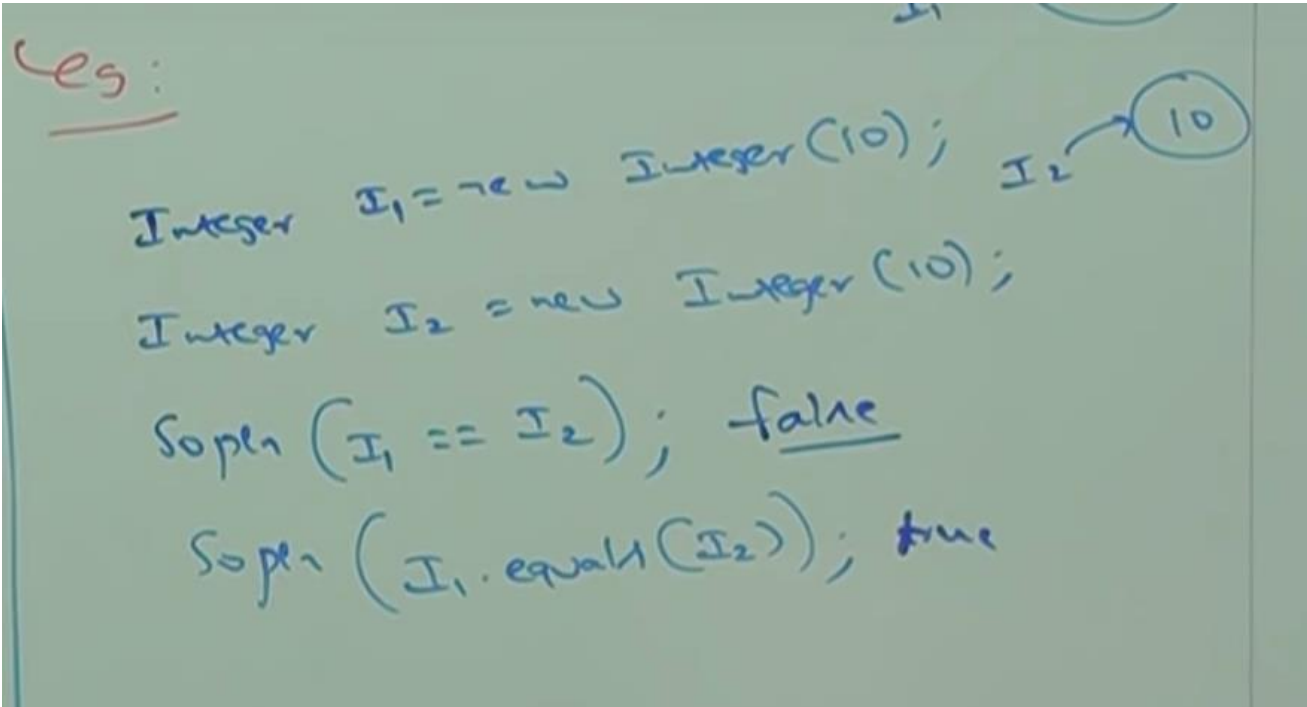 I1
eg:
Integer I1 = new Integer (10);
I2 10
Integer I2 = new Integer (10);
Sopln (I1 == I2); false
Sopln (I1.equals(I2)); true